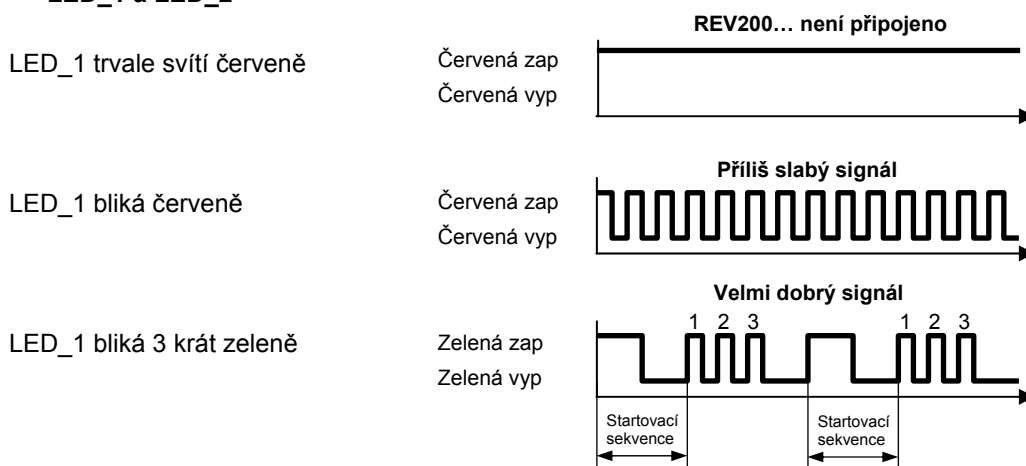 REV200… není připojeno
LED_1 trvale svítí červeně
Červená zap
Červená vyp
Příliš slabý signál
LED_1 bliká červeně
Červená zap
Červená vyp
Velmi dobrý signál
1 2 3 1 2 3
LED_1 bliká 3 krát zeleně
Zelená zap
Zelená vyp
Startovací
sekvence
Startovací
sekvence